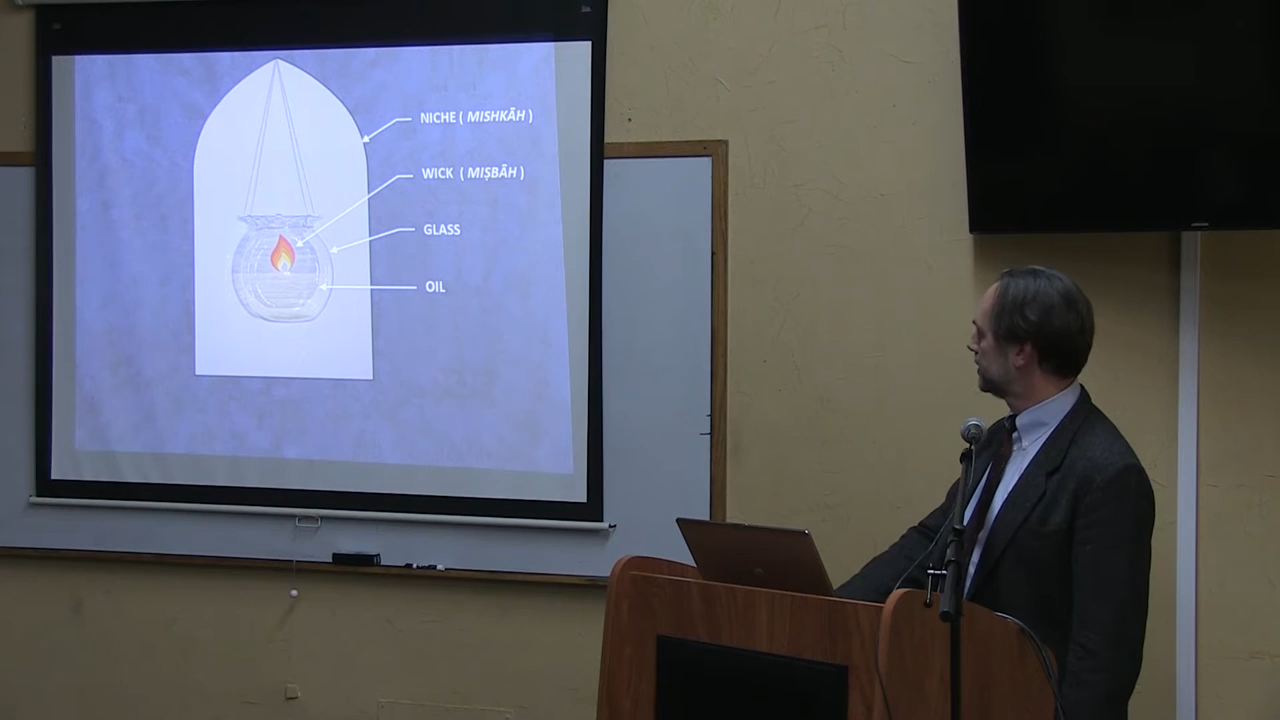 NICHE ( MISHKĀH )
WICK ( MIṢBĀH )
GLASS
OIL